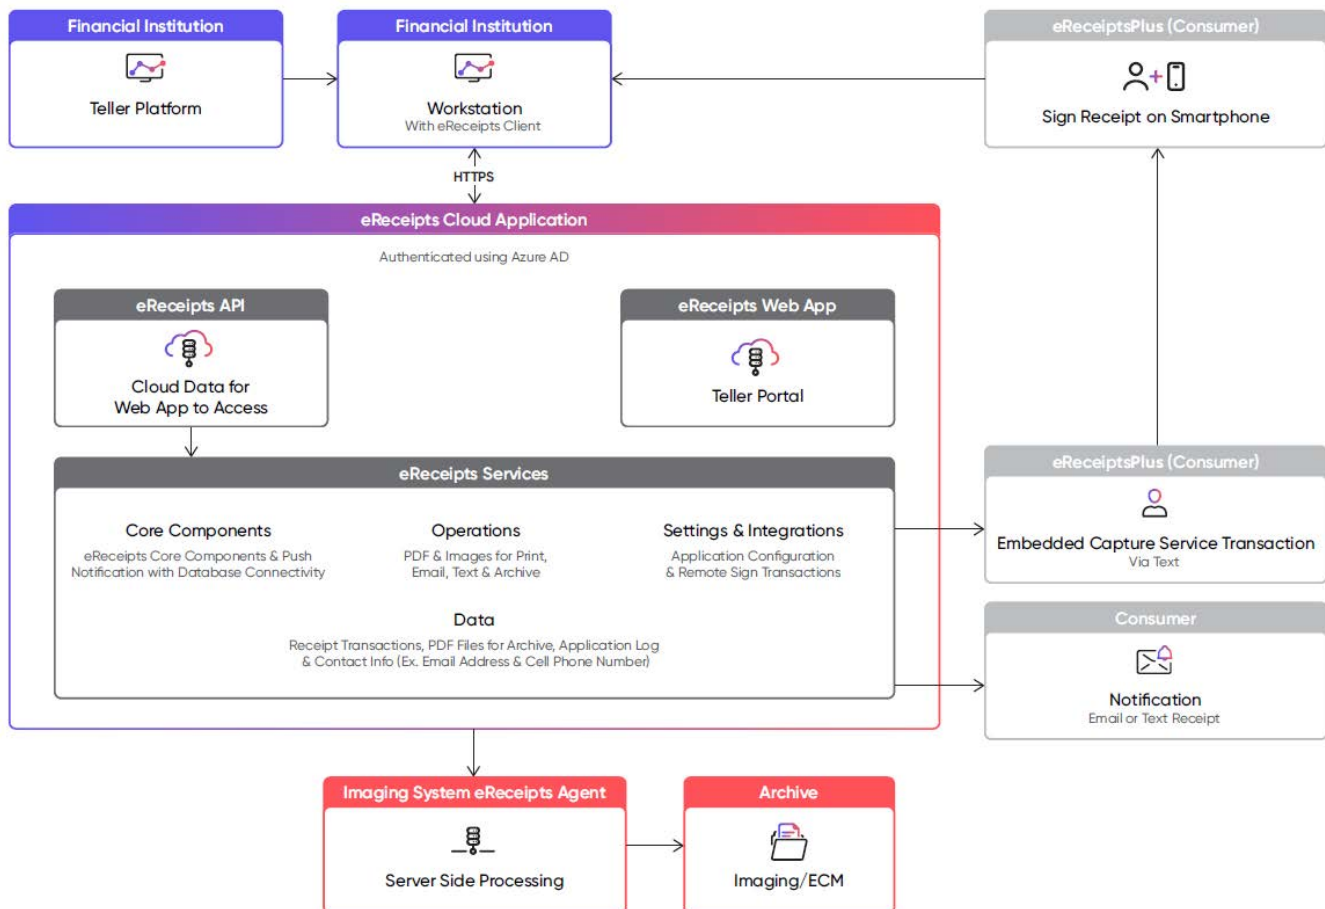 Financial Institution
Teller Platform
Financial Institution
Workstation
With eReceipts Client
eReceiptsPlus (Consumer)
Sign Receipt on Smartphone
HTTPS
eReceipts Cloud Application
Authenticated using Azure AD
eReceipts API
Cloud Data for
Web App to Access
eReceipts Web App
Teller Portal
eReceipts Services
Core Components
eReceipts Core Components & Push
Notification with Database Connectivity
Operations
PDF & Images for Print,
Email, Text & Archive
Settings & Integrations
Application Configuration
& Remote Sign Transactions
Data
Receipt Transactions, PDF Files for Archive, Application Log
& Contact Info (Ex. Email Address & Cell Phone Number)
eReceiptsPlus (Consumer)
Embedded Capture Service Transaction
Via Text
Consumer
Notification
Email or Text Receipt
Imaging System eReceipts Agent
Server Side Processing
Archive
Imaging/ECM